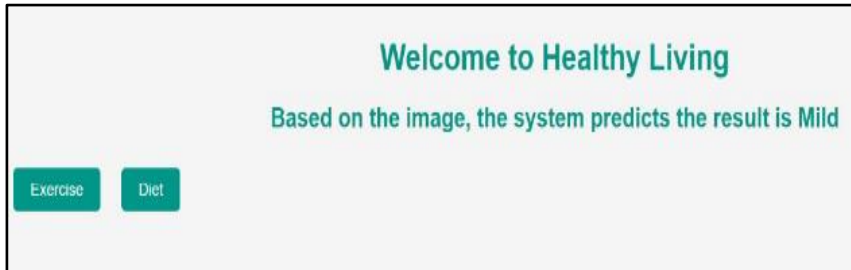 Welcome to Healthy Living
Based on the image, the system predicts the result is Mild
Exercise Diet